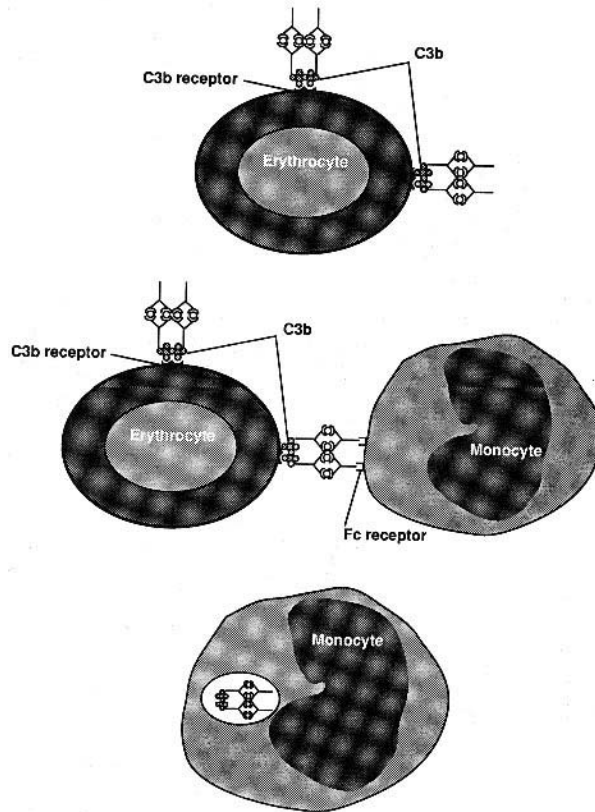 C3b receptor
C3b
Erythrocyte
C3b receptor
C3b
Erythrocyte
Monocyte
Fc receptor
Monocyte